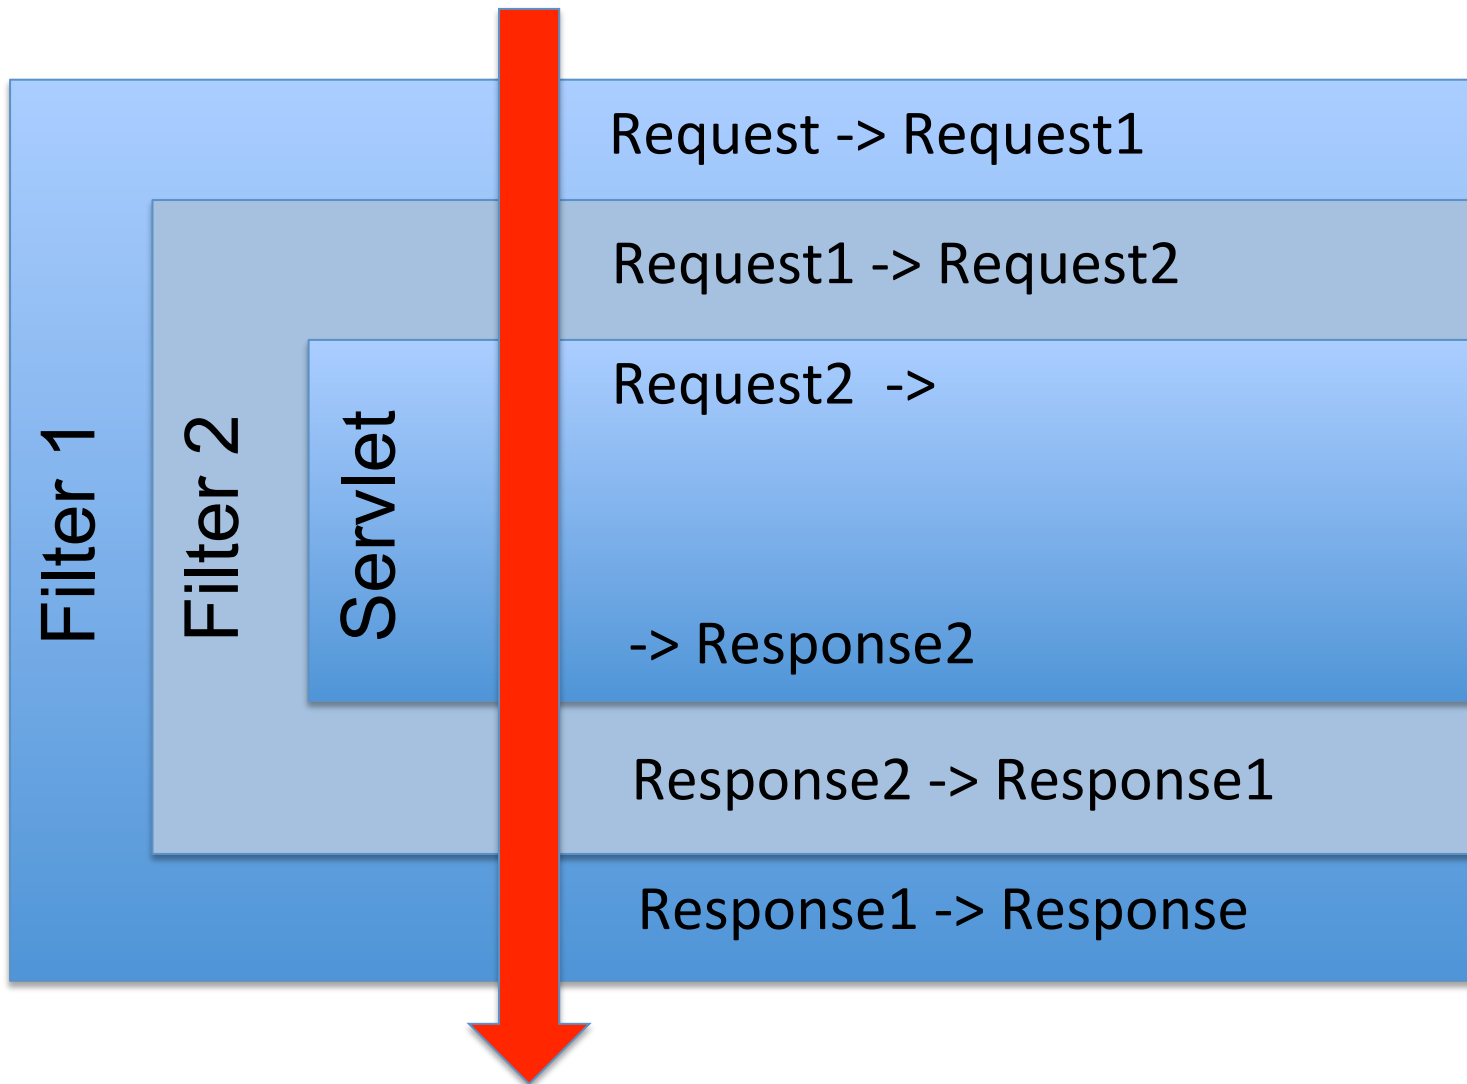 Request -> Request1
Request1 -> Request2
Request2  ->
Filter 1
Filter 2
Servlet
-> Response2
Response2 -> Response1
Response1 -> Response